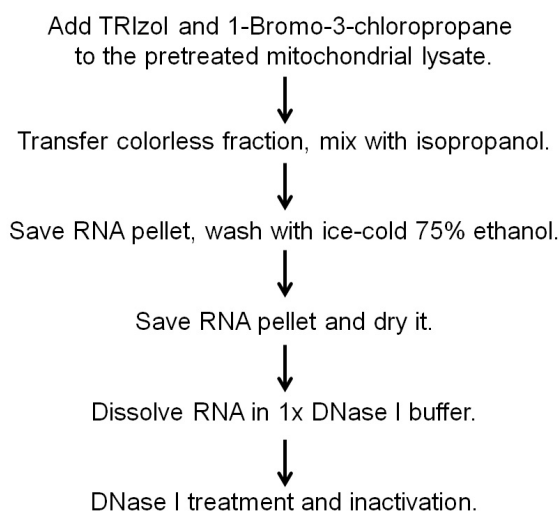 Add TRIzol and 1-Bromo-3-chloropropane
to the pretreated mitochondrial lysate.
Transfer colorless fraction, mix with isopropanol.
Save RNA pellet, wash with ice-cold 75% ethanol.
Save RNA pellet and dry it.
Dissolve RNA in 1x DNase I buffer.
DNase I treatment and inactivation.